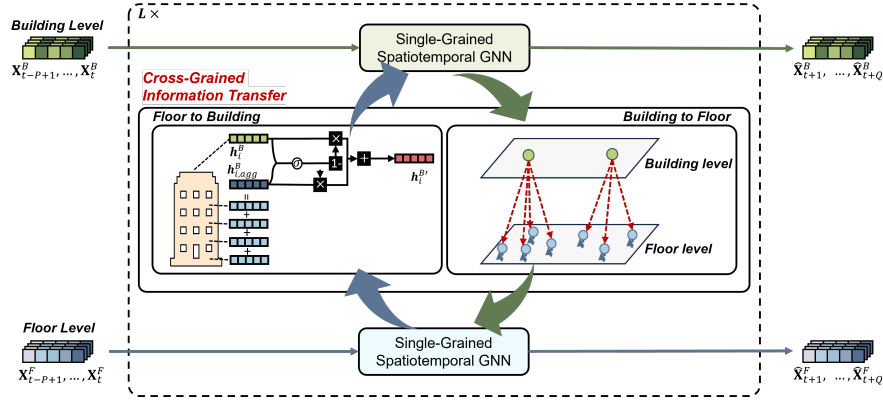 L ×
Building Level
X^B_{t-P+1}, ..., X^B_t
Single-Grained
Spatiotemporal GNN
X̂^B_{t+1}, ..., X̂^B_{t+Q}
Cross-Grained
Information Transfer
Floor to Building
Building to Floor
h^B_i
h^B_{i,agg}
σ
×
1-
×
+
h^{B'}_i
=
+
+
+
Building level
Floor level
Floor Level
X^F_{t-P+1}, ..., X^F_t
Single-Grained
Spatiotemporal GNN
X̂^F_{t+1}, ..., X̂^F_{t+Q}